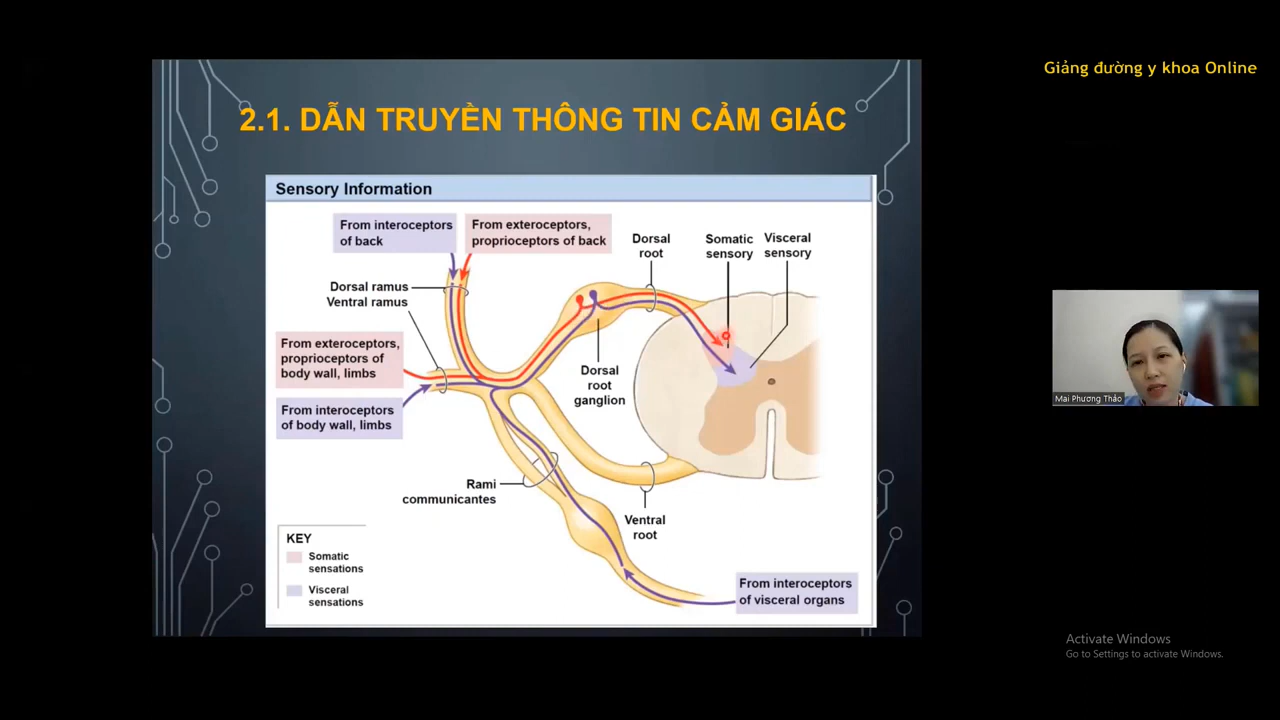 Giảng đường y khoa Online
2.1. DẪN TRUYỀN THÔNG TIN CẢM GIÁC
Sensory Information
From interoceptors
of back
From exteroceptors,
proprioceptors of back
Dorsal
root
Somatic
sensory
Visceral
sensory
Dorsal ramus
Ventral ramus
From exteroceptors,
proprioceptors of
body wall, limbs
From interoceptors
of body wall, limbs
Dorsal
root
ganglion
Rami
communicantes
Ventral
root
KEY
Somatic
sensations
Visceral
sensations
From interoceptors
of visceral organs
Mai Phương Thảo
Activate Windows
Go to Settings to activate Windows.